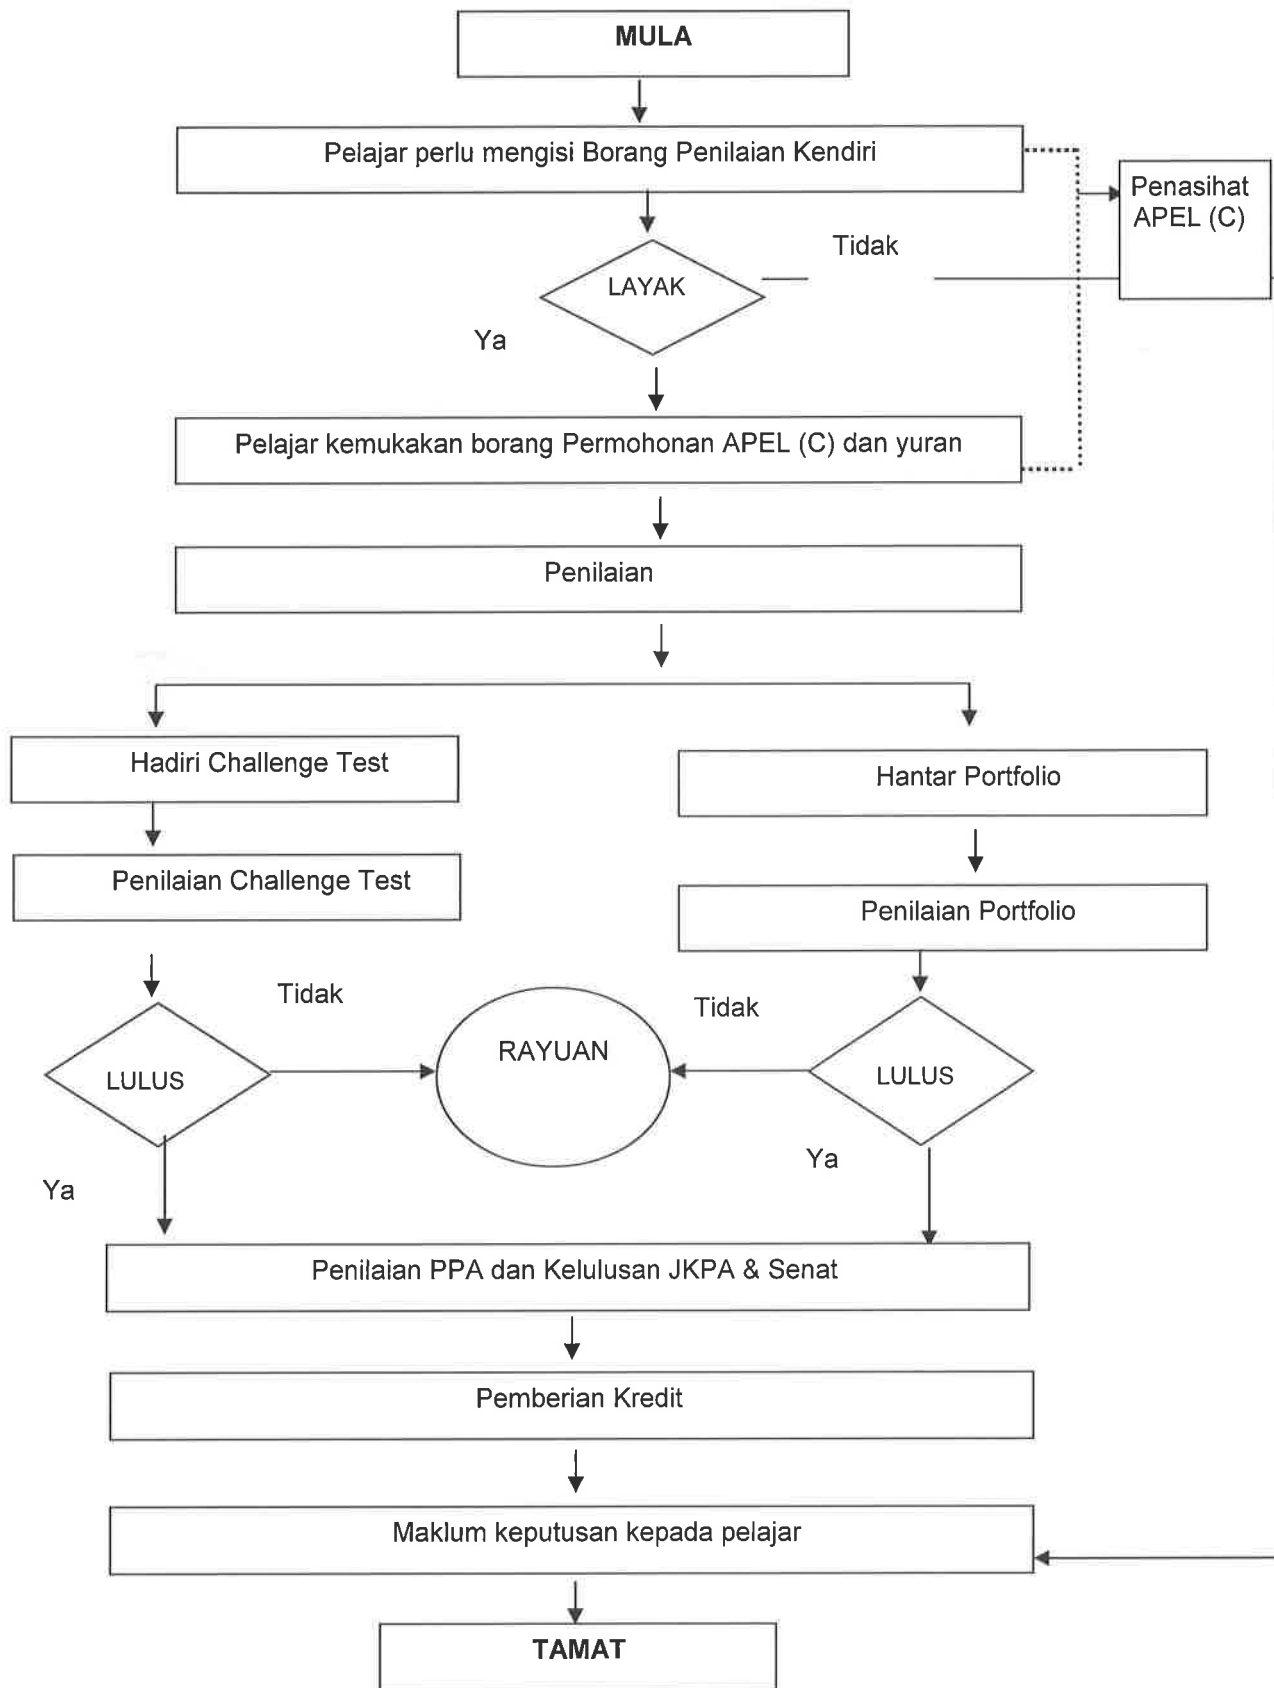 MULA
Pelajar perlu mengisi Borang Penilaian Kendiri
Penasihat
APEL (C)
Tidak
LAYAK
Ya
Pelajar kemukakan borang Permohonan APEL (C) dan yuran
Penilaian
Hadiri Challenge Test
Hantar Portfolio
Penilaian Challenge Test
Penilaian Portfolio
Tidak
Tidak
RAYUAN
LULUS
LULUS
Ya
Ya
Penilaian PPA dan Kelulusan JKPA & Senat
Pemberian Kredit
Maklum keputusan kepada pelajar
TAMAT